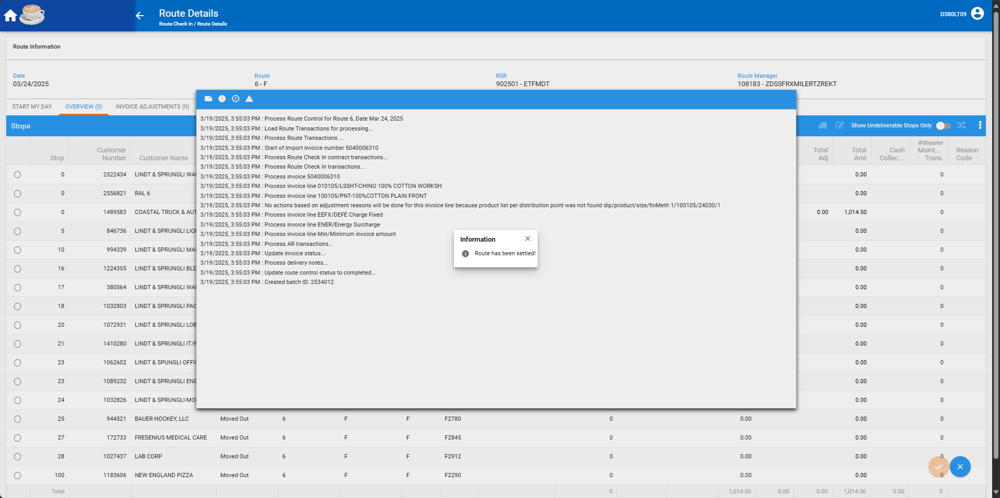 Route Details
Route Check In / Route Details
D380LT09
Route Information
Date
03/24/2025
Route
6 - F
RSR
902501 - ETFMDT
Route Manager
108183 - ZDSSFRXMILERTZREKT
START MY DAY
OVERVIEW (0)
INVOICE ADJUSTMENTS (0)
Stops
Show Undeliverable Stops Only
3/19/2025, 3:55:03 PM : Process Route Control for Route 6, Date Mar 24, 2025
3/19/2025, 3:55:03 PM : Load Route Transactions for processing...
3/19/2025, 3:55:03 PM : Process Route Transactions ...
3/19/2025, 3:55:03 PM : Start of Import invoice number 5040006310
3/19/2025, 3:55:03 PM : Process Route Check In contract transactions...
3/19/2025, 3:55:03 PM : Process Route Check In transactions...
3/19/2025, 3:55:03 PM : Process invoice 5040006310
3/19/2025, 3:55:03 PM : Process invoice line 010105/LSSHT-CHINO 100% COTTON WORKSH
3/19/2025, 3:55:03 PM : Process invoice line 100105/PNT-100%COTTON PLAIN FRONT
3/19/2025, 3:55:03 PM : No actions based on adjustment reasons will be done for this invoice line because product list per distribution point was not found dip/product/size/finMeth 1/100105/24030/1
3/19/2025, 3:55:03 PM : Process invoice line EEFX/DEFE Charge Fixed
3/19/2025, 3:55:03 PM : Process invoice line ENER/Energy Surcharge
3/19/2025, 3:55:03 PM : Process invoice line Min/Minimum invoice amount
3/19/2025, 3:55:03 PM : Process AR transactions...
3/19/2025, 3:55:03 PM : Update invoice status...
3/19/2025, 3:55:03 PM : Process delivery notes...
3/19/2025, 3:55:03 PM : Update route control status to completed...
3/19/2025, 3:55:03 PM : Created batch ID: 2534012
Information
Route has been settled!
Stop Customer Number Customer Name Total Adj Total Amt Cash Collec... #Wearer Maint... Trans. Reason Code
0 2522434 LINDT & SPRUNGLI WA 0.00 0
0 2556821 RAL 6 0.00 0
0 1489583 COASTAL TRUCK & AUT 0.00 1,014.50 0
5 846736 LINDT & SPRUNGLI LIQ 0.00 0
10 994339 LINDT & SPRUNGLI MA 0.00 0
16 1224355 LINDT & SPRUNGLI BLD 0.00 0
17 380564 LINDT & SPRUNGLI WA 0.00 0
18 1032803 LINDT & SPRUNGLI PAC 0.00 0
20 1072931 LINDT & SPRUNGLI LOB 0.00 0
21 1410280 LINDT & SPRUNGLI IT/ 0.00 0
23 1062602 LINDT & SPUNGLI OFFI 0.00 0
23 1089232 LINDT & SPRUNGLI ENG 0.00 0
24 1032826 LINDT & SPRUNGLI-MO 0.00 0
25 944521 BAUER HOCKEY, LLC Moved Out 6 F F F2780 0 0.00 0.00 0
27 172733 FRESENIUS MEDICAL CARE Moved Out 6 F F F2845 0 0.00 0.00 0
28 1027437 LAB CORP Moved Out 6 F F F2912 0 0.00 0.00 0
100 1183606 NEW ENGLAND PIZZA Moved Out 6 F F F2290 0 0.00 0.00 0
Total 0 1,014.50 0.00 0.00 1,014.50 0.00 0